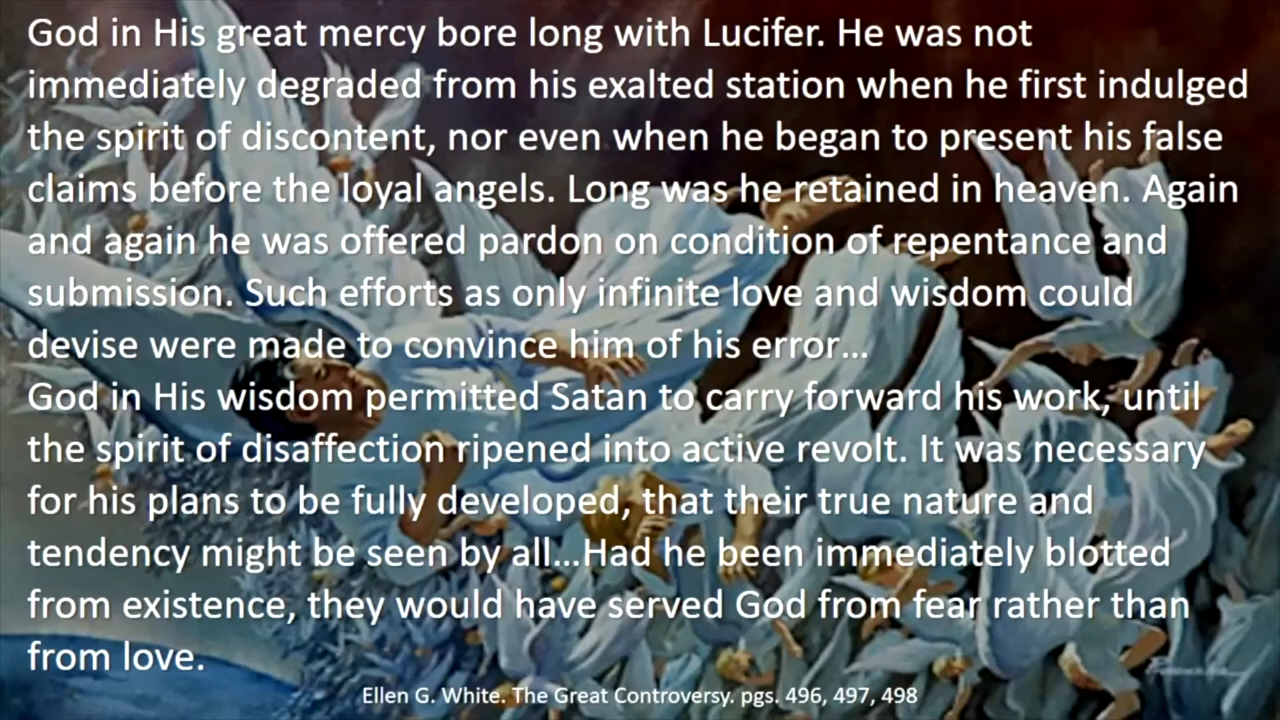 God in His great mercy bore long with Lucifer. He was not
immediately degraded from his exalted station when he first indulged
the spirit of discontent, nor even when he began to present his false
claims before the loyal angels. Long was he retained in heaven. Again
and again he was offered pardon on condition of repentance and
submission. Such efforts as only infinite love and wisdom could
devise were made to convince him of his error…
God in His wisdom permitted Satan to carry forward his work, until
the spirit of disaffection ripened into active revolt. It was necessary
for his plans to be fully developed, that their true nature and
tendency might be seen by all…Had he been immediately blotted
from existence, they would have served God from fear rather than
from love.
Ellen G. White. The Great Controversy. pgs. 496, 497, 498